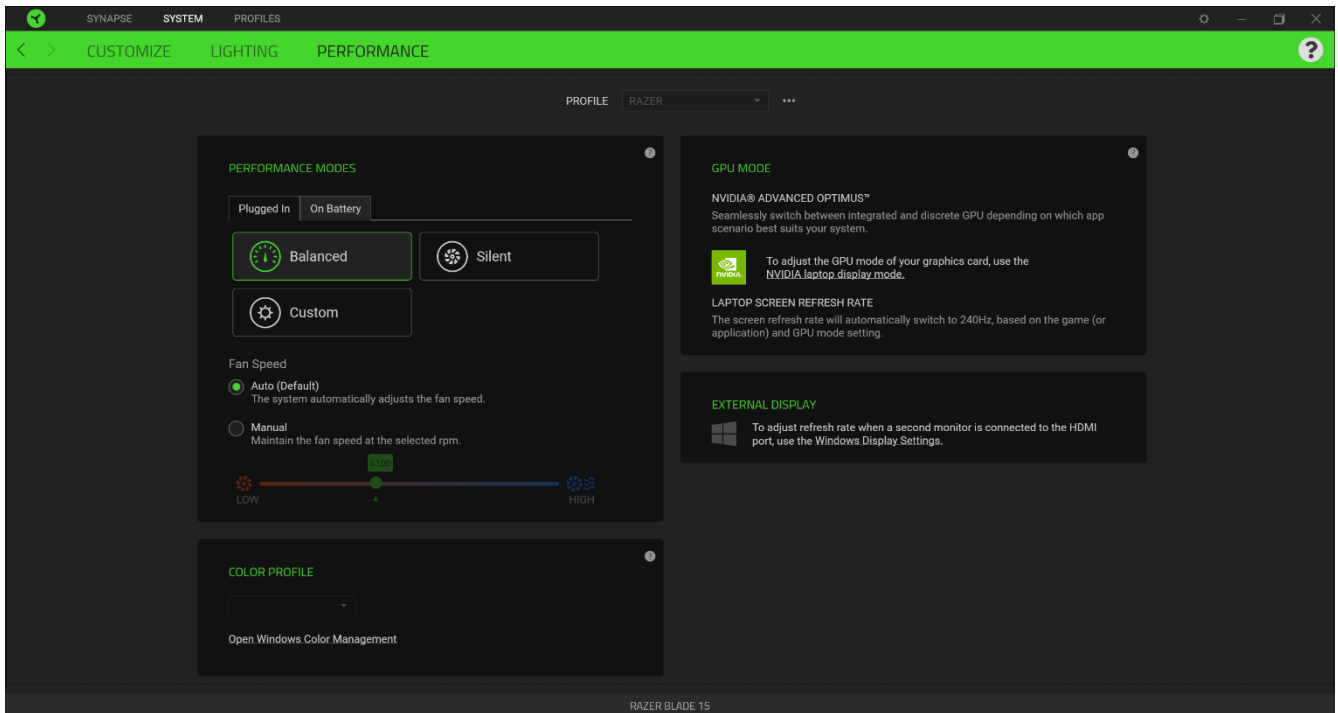 SYNAPSE SYSTEM PROFILES
CUSTOMIZE LIGHTING PERFORMANCE
?
PROFILE RAZER
PERFORMANCE MODES
?
Plugged In On Battery
Balanced Silent
Custom
Fan Speed
Auto (Default)
The system automatically adjusts the fan speed.
Manual
Maintain the fan speed at the selected rpm.
4100
LOW HIGH
COLOR PROFILE
?
Open Windows Color Management
GPU MODE
?
NVIDIA® ADVANCED OPTIMUS™
Seamlessly switch between integrated and discrete GPU depending on which app
scenario best suits your system.
NVIDIA.
To adjust the GPU mode of your graphics card, use the
NVIDIA laptop display mode.
LAPTOP SCREEN REFRESH RATE
The screen refresh rate will automatically switch to 240Hz, based on the game (or
application) and GPU mode setting.
EXTERNAL DISPLAY
To adjust refresh rate when a second monitor is connected to the HDMI
port, use the Windows Display Settings.
RAZER BLADE 15